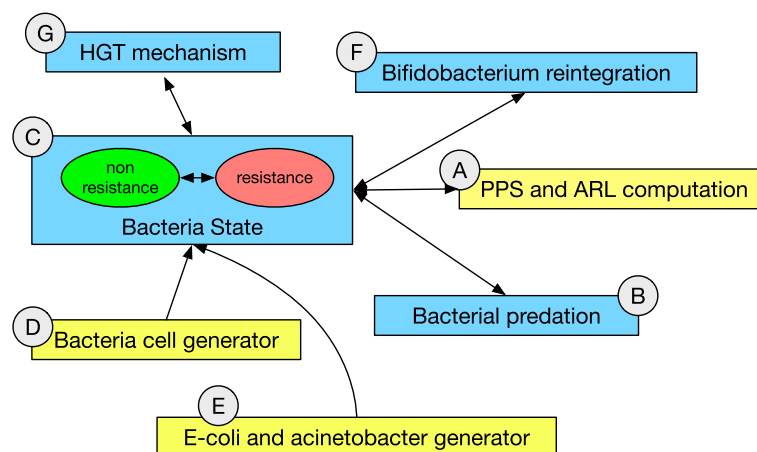 G
HGT mechanism
F
Bifidobacterium reintegration
C
non
resistance
resistance
Bacteria State
A
PPS and ARL computation
B
Bacterial predation
D
Bacteria cell generator
E
E-coli and acinetobacter generator